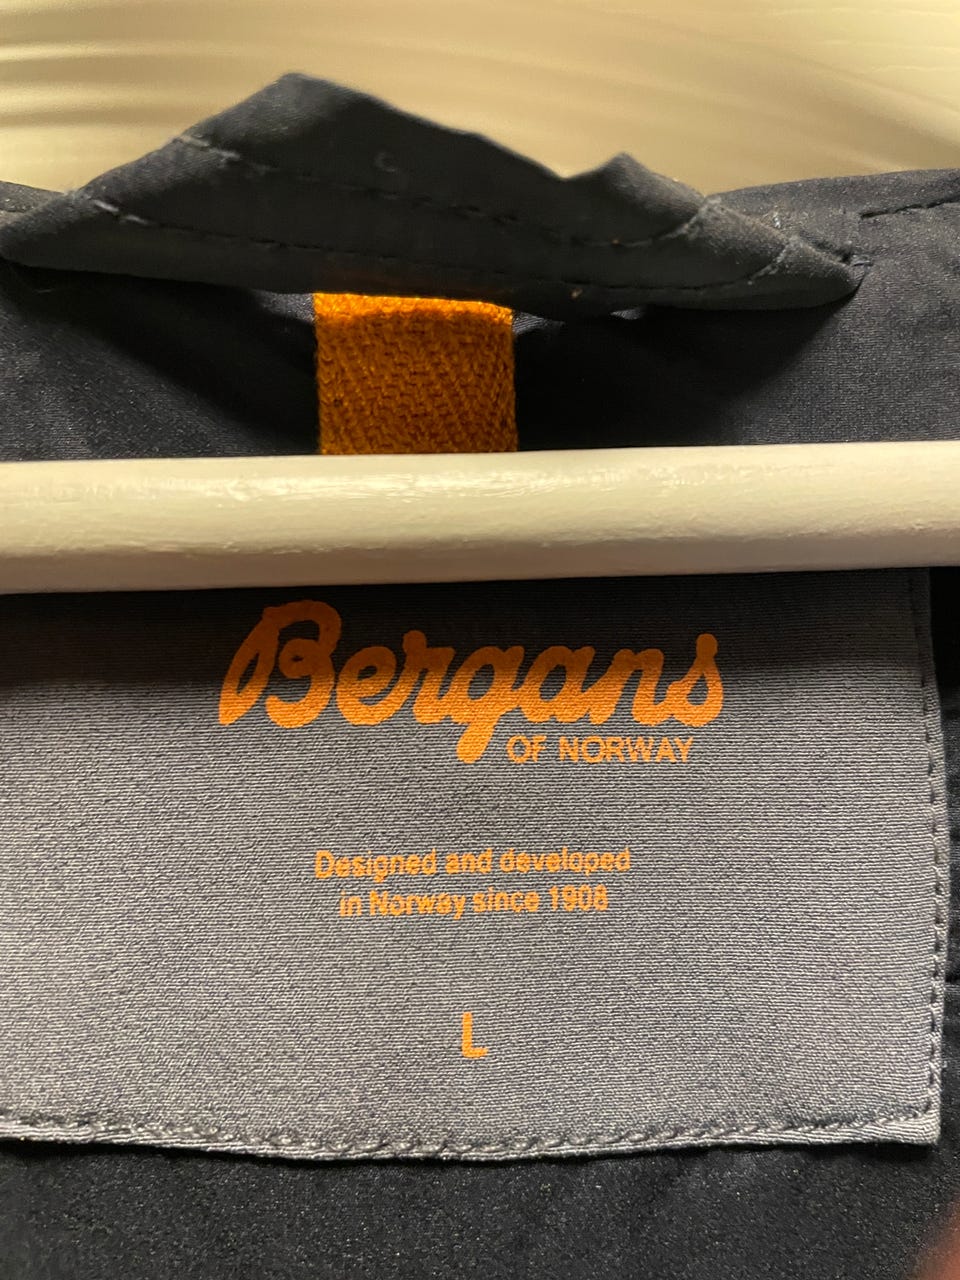 Bergans
OF NORWAY
Designed and developed
in Norway since 1908
L